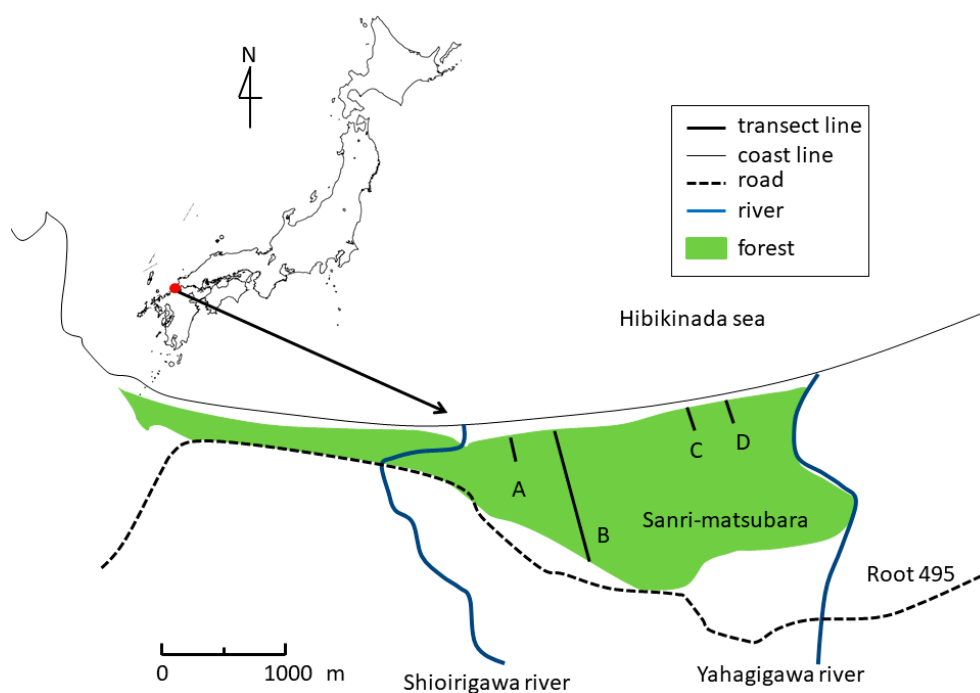 N
transect line
coast line
road
river
forest
Hibikinada sea
A
B
C
D
Sanri-matsubara
Root 495
0 1000 m
Shioirigawa river
Yahagigawa river